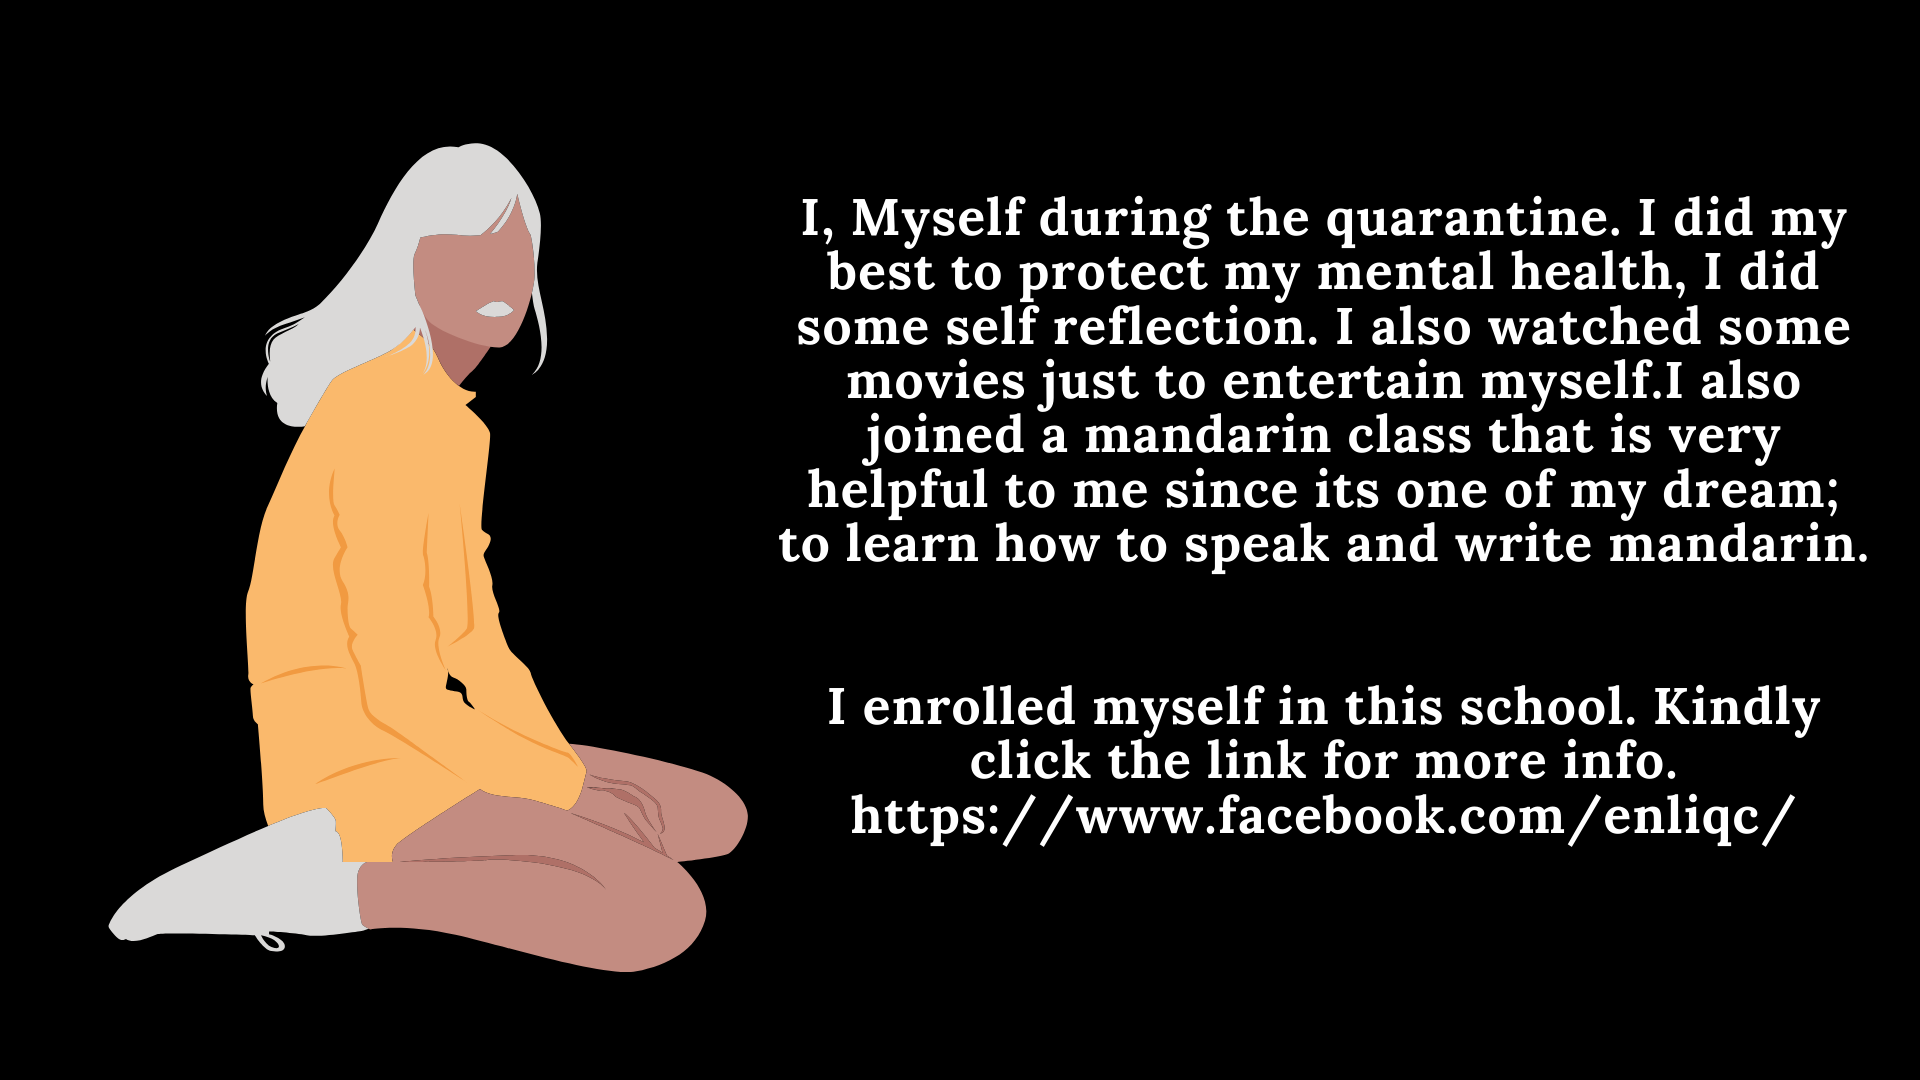 I, Myself during the quarantine. I did my
best to protect my mental health, I did
some self reflection. I also watched some
movies just to entertain myself.I also
joined a mandarin class that is very
helpful to me since its one of my dream;
to learn how to speak and write mandarin.
I enrolled myself in this school. Kindly
click the link for more info.
https://www.facebook.com/enliqc/